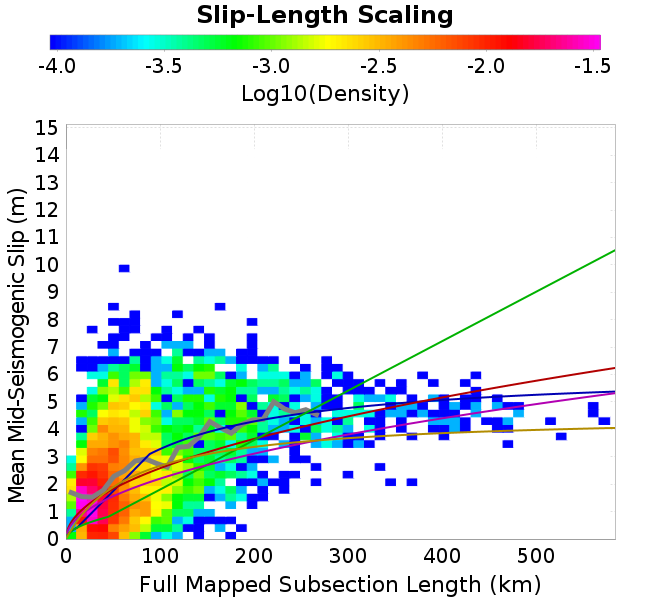 Slip-Length Scaling
-4.0 -3.5 -3.0 -2.5 -2.0 -1.5
Log10(Density)
15
14
13
12
11
10
9
8
7
6
5
4
3
2
1
0
Mean Mid-Seismogenic Slip (m)
0 100 200 300 400 500
Full Mapped Subsection Length (km)